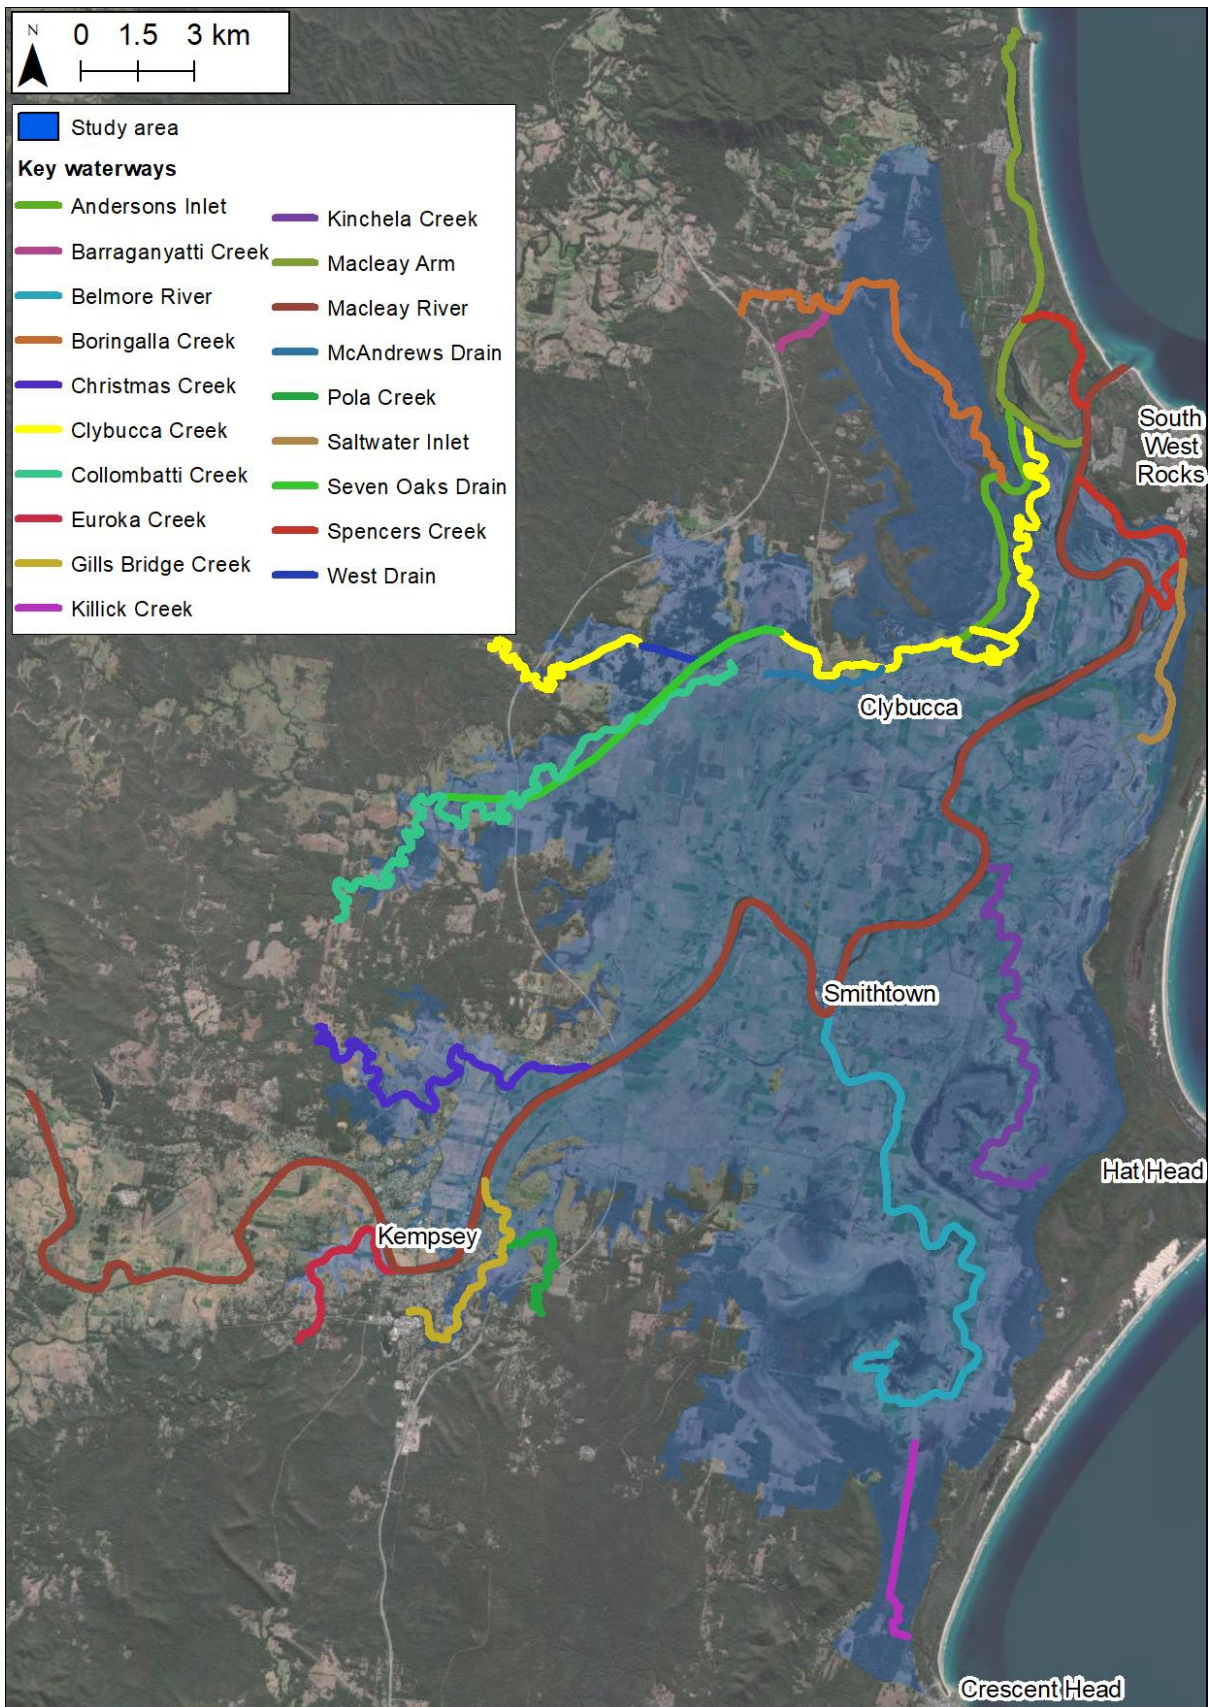 N
0 1.5 3 km
Study area
Key waterways
Andersons Inlet
Barraganyatti Creek
Belmore River
Boringalla Creek
Christmas Creek
Clybucca Creek
Collombatti Creek
Euroka Creek
Gills Bridge Creek
Killick Creek
Kinchela Creek
Macleay Arm
Macleay River
McAndrews Drain
Pola Creek
Saltwater Inlet
Seven Oaks Drain
Spencers Creek
West Drain
South
West
Rocks
Clybucca
Smithtown
Hat Head
Kempsey
Crescent Head